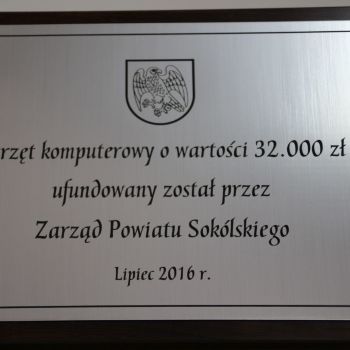 rzęt komputerowy o wartości 32.000 zł
ufundowany został przez
Zarząd Powiatu Sokólskiego
Lipiec 2016 r.